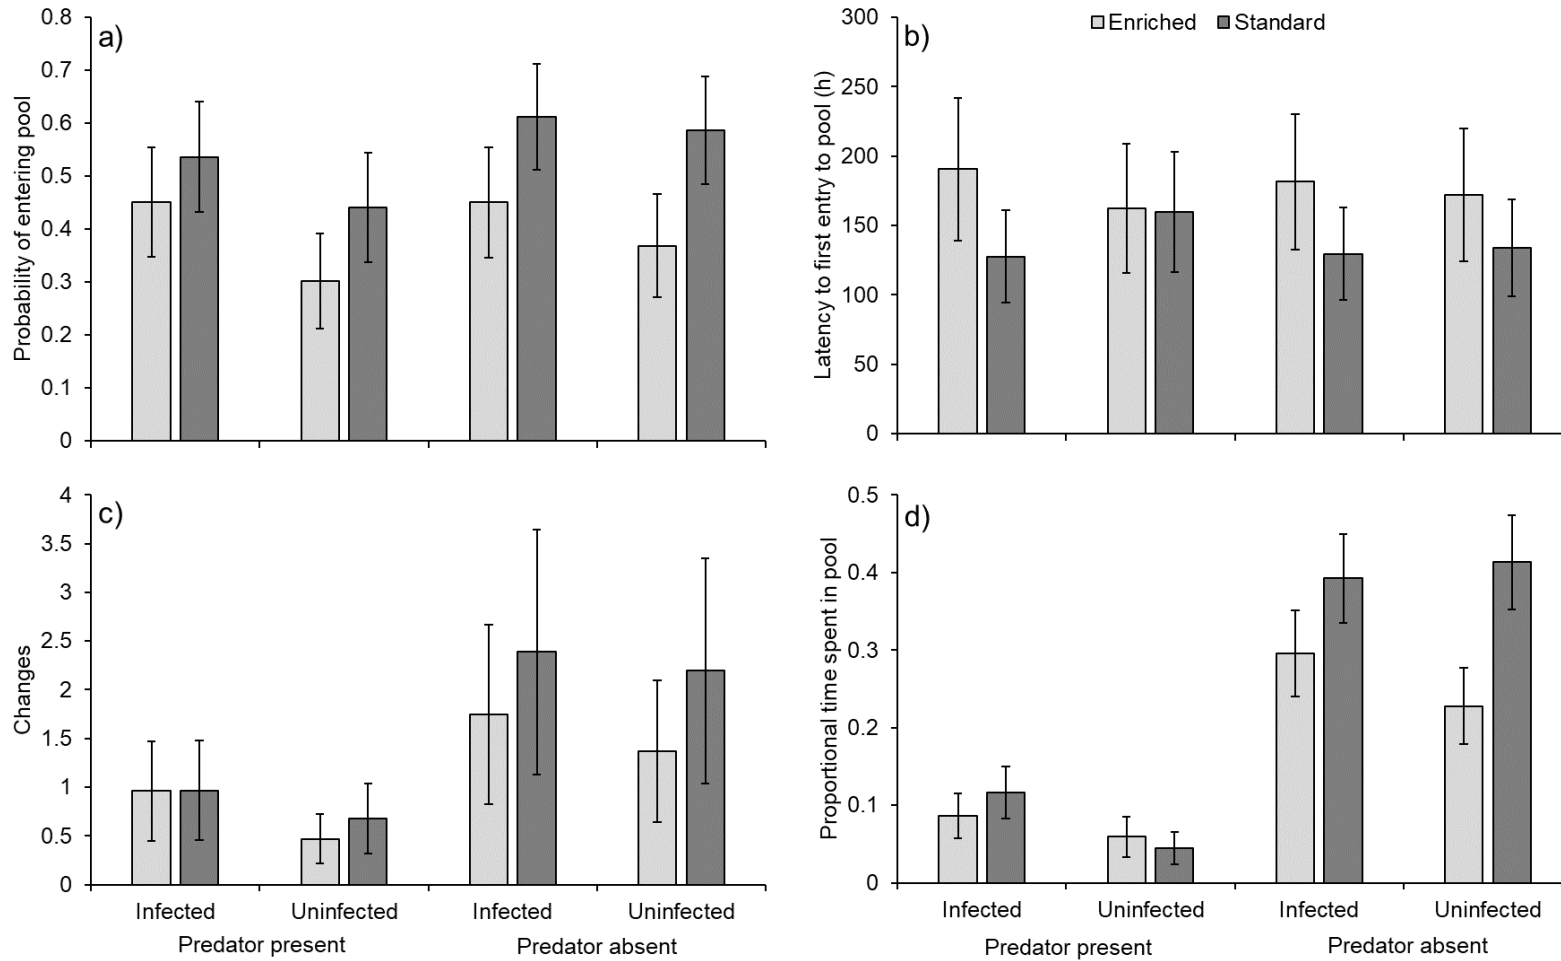 a)
Probability of entering pool
0.8
0.7
0.6
0.5
0.4
0.3
0.2
0.1
0
b)
Enriched Standard
Latency to first entry to pool (h)
300
250
200
150
100
50
0
c)
Changes
4
3.5
3
2.5
2
1.5
1
0.5
0
Infected Uninfected Infected Uninfected
Predator present Predator absent
d)
Proportional time spent in pool
0.5
0.4
0.3
0.2
0.1
0
Infected Uninfected Infected Uninfected
Predator present Predator absent